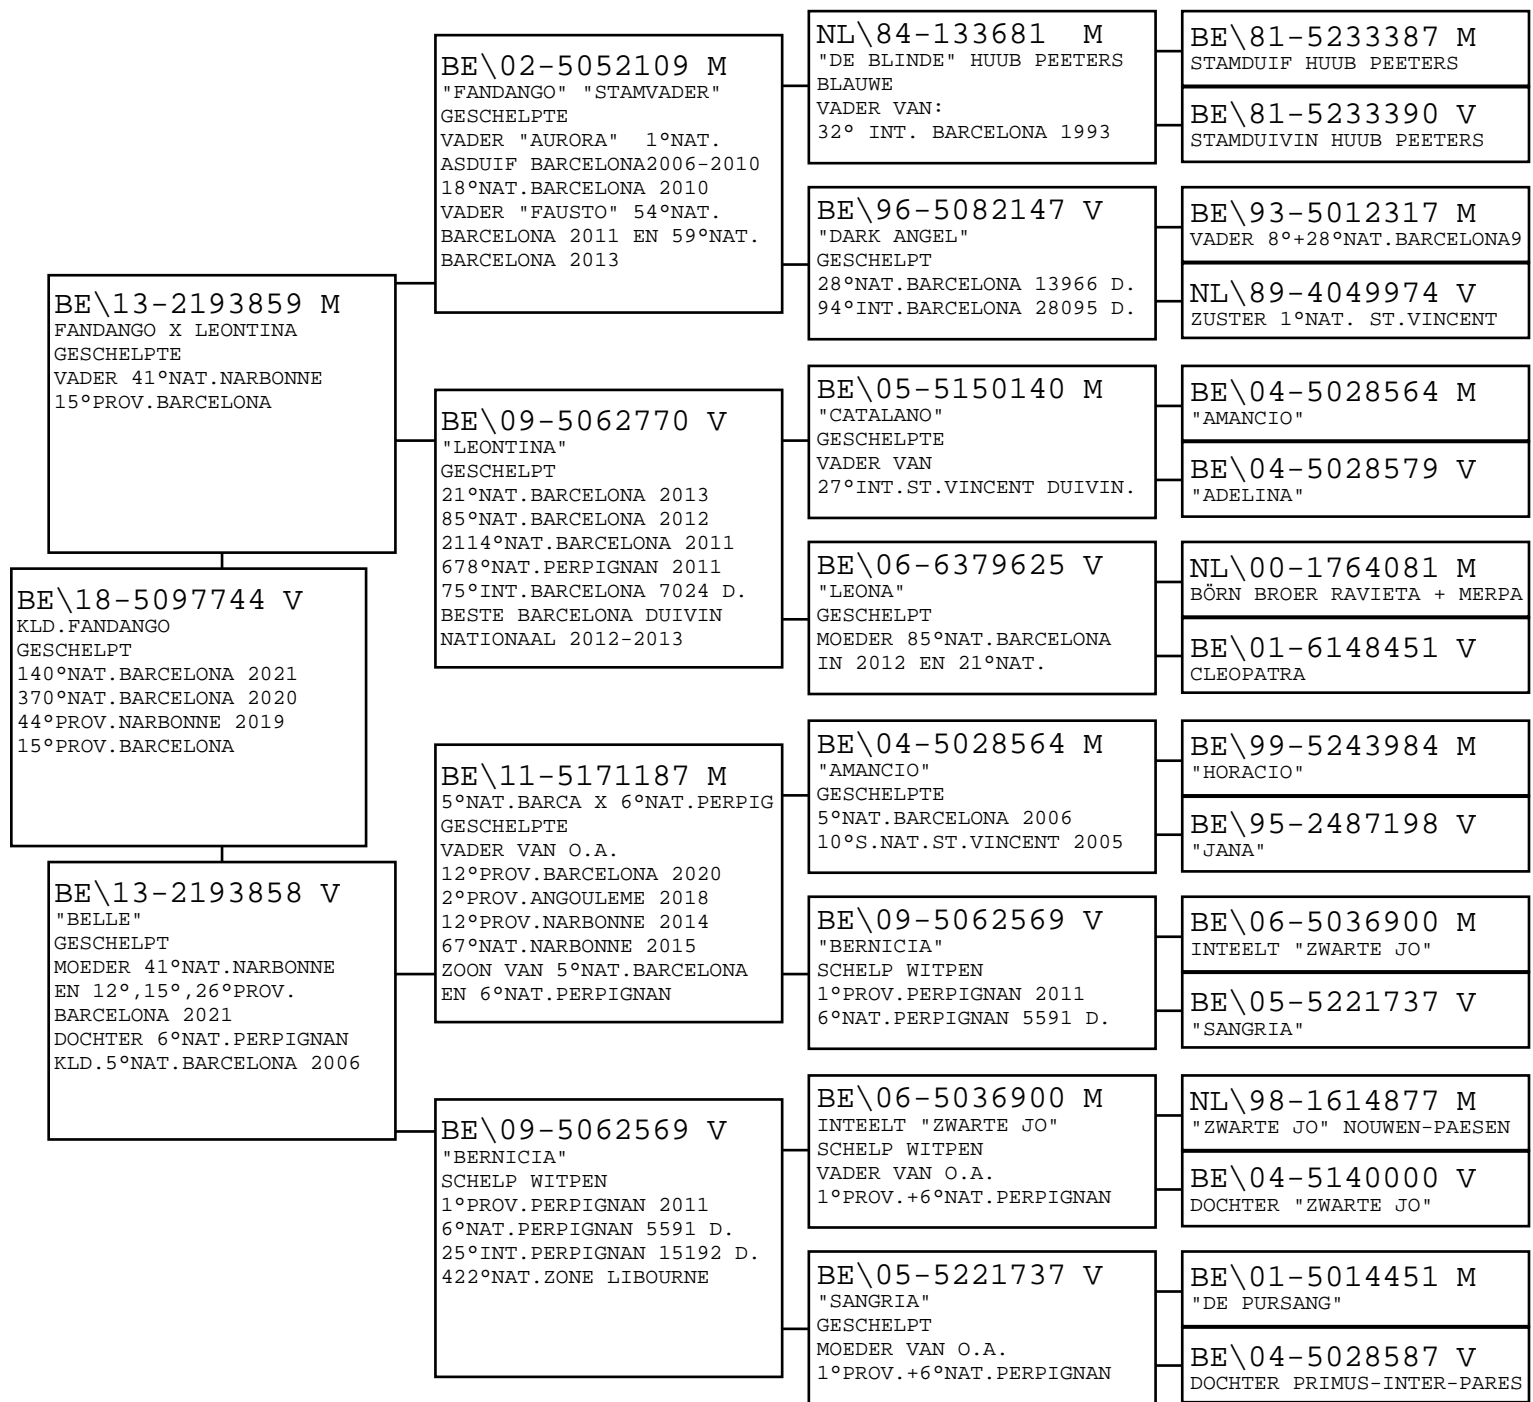 BE\18-5097744 V
KLD.FANDANGO
GESCHELPT
140°NAT.BARCELONA 2021
370°NAT.BARCELONA 2020
44°PROV.NARBONNE 2019
15°PROV.BARCELONA
BE\13-2193859 M
FANDANGO X LEONTINA
GESCHELPTE
VADER 41°NAT.NARBONNE
15°PROV.BARCELONA
BE\13-2193858 V
"BELLE"
GESCHELPT
MOEDER 41°NAT.NARBONNE
EN 12°,15°,26°PROV.
BARCELONA 2021
DOCHTER 6°NAT.PERPIGNAN
KLD.5°NAT.BARCELONA 2006
BE\02-5052109 M
"FANDANGO" "STAMVADER"
GESCHELPTE
VADER "AURORA" 1°NAT.
ASDUIF BARCELONA2006-2010
18°NAT.BARCELONA 2010
VADER "FAUSTO" 54°NAT.
BARCELONA 2011 EN 59°NAT.
BARCELONA 2013
BE\09-5062770 V
"LEONTINA"
GESCHELPT
21°NAT.BARCELONA 2013
85°NAT.BARCELONA 2012
2114°NAT.BARCELONA 2011
678°NAT.PERPIGNAN 2011
75°INT.BARCELONA 7024 D.
BESTE BARCELONA DUIVIN
NATIONAAL 2012-2013
BE\11-5171187 M
5°NAT.BARCA X 6°NAT.PERPIG
GESCHELPTE
VADER VAN O.A.
12°PROV.BARCELONA 2020
2°PROV.ANGOULEME 2018
12°PROV.NARBONNE 2014
67°NAT.NARBONNE 2015
ZOON VAN 5°NAT.BARCELONA
EN 6°NAT.PERPIGNAN
BE\09-5062569 V
"BERNICIA"
SCHELP WITPEN
1°PROV.PERPIGNAN 2011
6°NAT.PERPIGNAN 5591 D.
25°INT.PERPIGNAN 15192 D.
422°NAT.ZONE LIBOURNE
NL\84-133681 M
"DE BLINDE" HUUB PEETERS
BLAUWE
VADER VAN:
32° INT. BARCELONA 1993
BE\96-5082147 V
"DARK ANGEL"
GESCHELPT
28°NAT.BARCELONA 13966 D.
94°INT.BARCELONA 28095 D.
BE\05-5150140 M
"CATALANO"
GESCHELPTE
VADER VAN
27°INT.ST.VINCENT DUIVIN.
BE\06-6379625 V
"LEONA"
GESCHELPT
MOEDER 85°NAT.BARCELONA
IN 2012 EN 21°NAT.
BE\04-5028564 M
"AMANCIO"
GESCHELPTE
5°NAT.BARCELONA 2006
10°S.NAT.ST.VINCENT 2005
BE\09-5062569 V
"BERNICIA"
SCHELP WITPEN
1°PROV.PERPIGNAN 2011
6°NAT.PERPIGNAN 5591 D.
BE\06-5036900 M
INTEELT "ZWARTE JO"
SCHELP WITPEN
VADER VAN O.A.
1°PROV.+6°NAT.PERPIGNAN
BE\05-5221737 V
"SANGRIA"
GESCHELPT
MOEDER VAN O.A.
1°PROV.+6°NAT.PERPIGNAN
BE\81-5233387 M
STAMDUIF HUUB PEETERS
BE\81-5233390 V
STAMDUIVIN HUUB PEETERS
BE\93-5012317 M
VADER 8°+28°NAT.BARCELONA9
NL\89-4049974 V
ZUSTER 1°NAT. ST.VINCENT
BE\04-5028564 M
"AMANCIO"
BE\04-5028579 V
"ADELINA"
NL\00-1764081 M
BÖRN BROER RAVIETA + MERPA
BE\01-6148451 V
CLEOPATRA
BE\99-5243984 M
"HORACIO"
BE\95-2487198 V
"JANA"
BE\06-5036900 M
INTEELT "ZWARTE JO"
BE\05-5221737 V
"SANGRIA"
NL\98-1614877 M
"ZWARTE JO" NOUWEN-PAESEN
BE\04-5140000 V
DOCHTER "ZWARTE JO"
BE\01-5014451 M
"DE PURSANG"
BE\04-5028587 V
DOCHTER PRIMUS-INTER-PARES